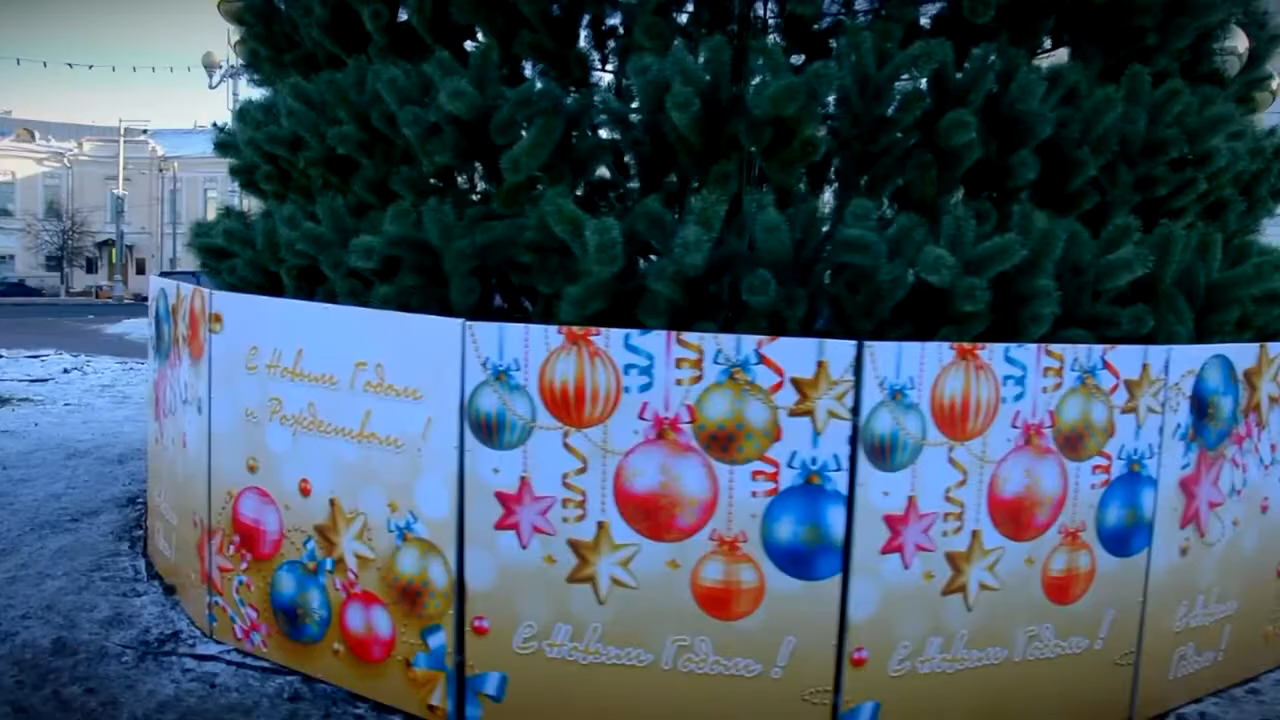 С Новым Годом
и Рождеством !
С Новым Годом !
С Новым Годом !
С Новым
Годом !